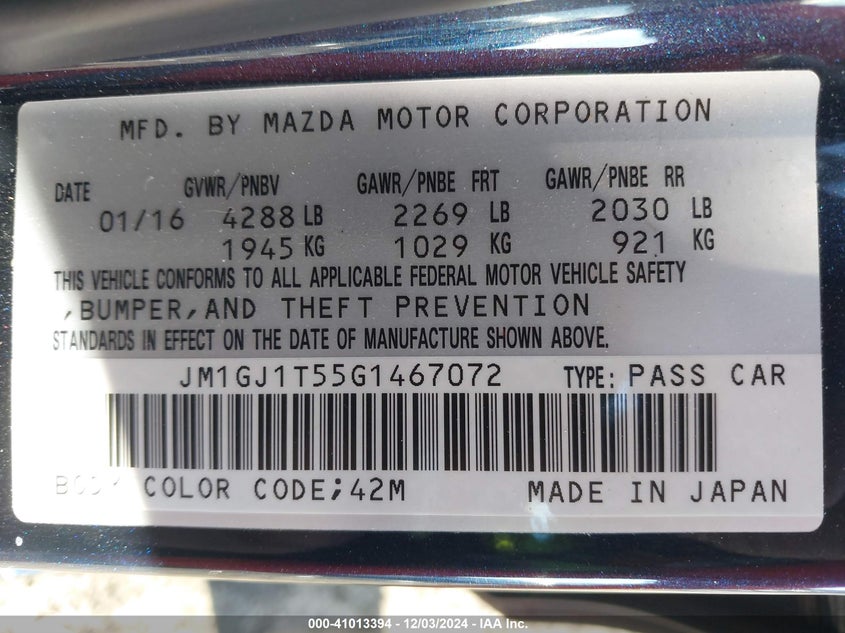 MFD. BY MAZDA MOTOR CORPORATION
DATE GVWR/PNBV GAWR/PNBE FRT GAWR/PNBE RR
01/16 4288 LB 2269 LB 2030 LB
1945 KG 1029 KG 921 KG
THIS VEHICLE CONFORMS TO ALL APPLICABLE FEDERAL MOTOR VEHICLE SAFETY
,BUMPER,AND THEFT PREVENTION
STANDARDS IN EFFECT ON THE DATE OF MANUFACTURE SHOWN ABOVE.
JM1GJ1T55G1467072 TYPE: PASS CAR
BODY COLOR CODE;42M MADE IN JAPAN
000-41013394 - 12/03/2024 - IAA Inc.